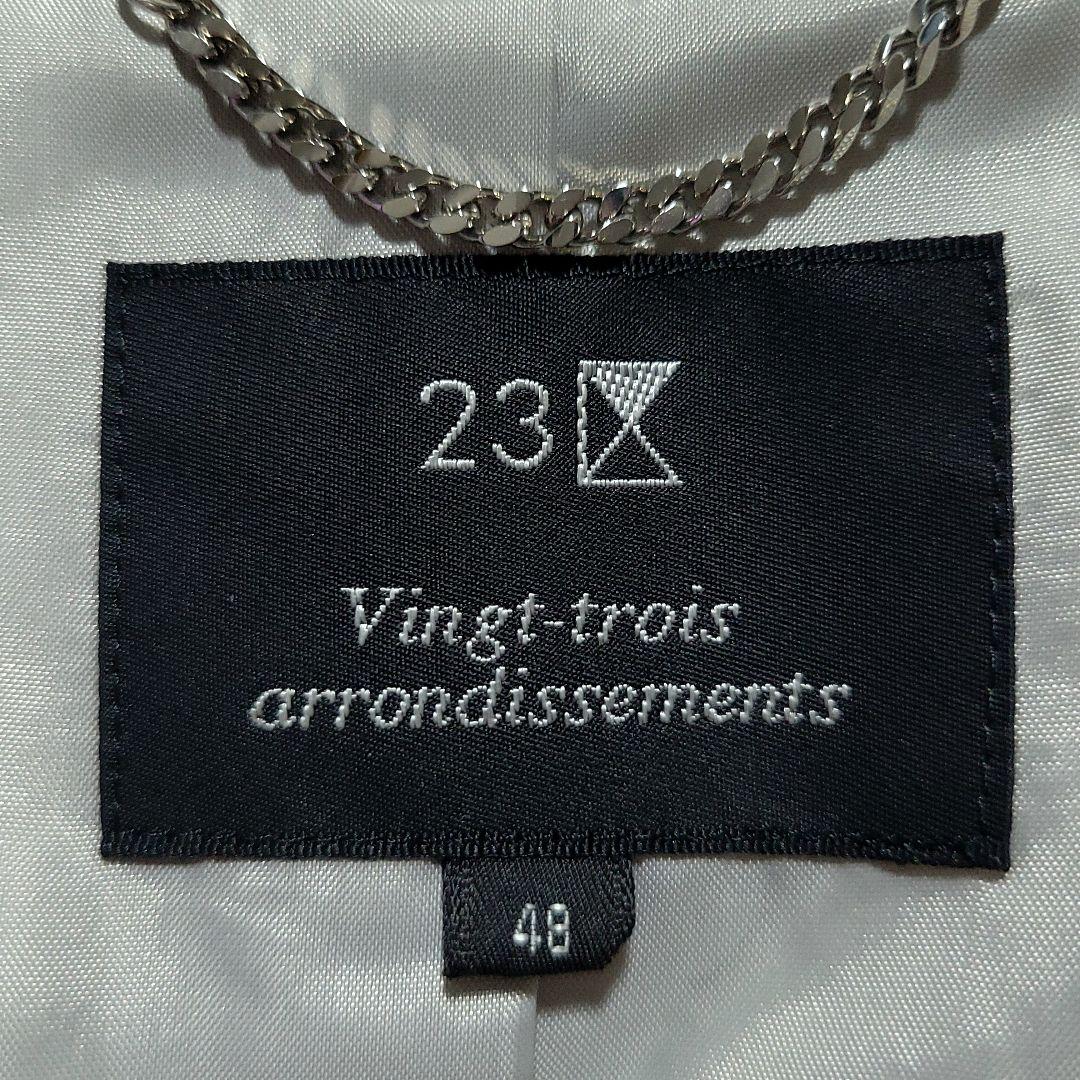 23
Vingt-trois
arrondissements
48